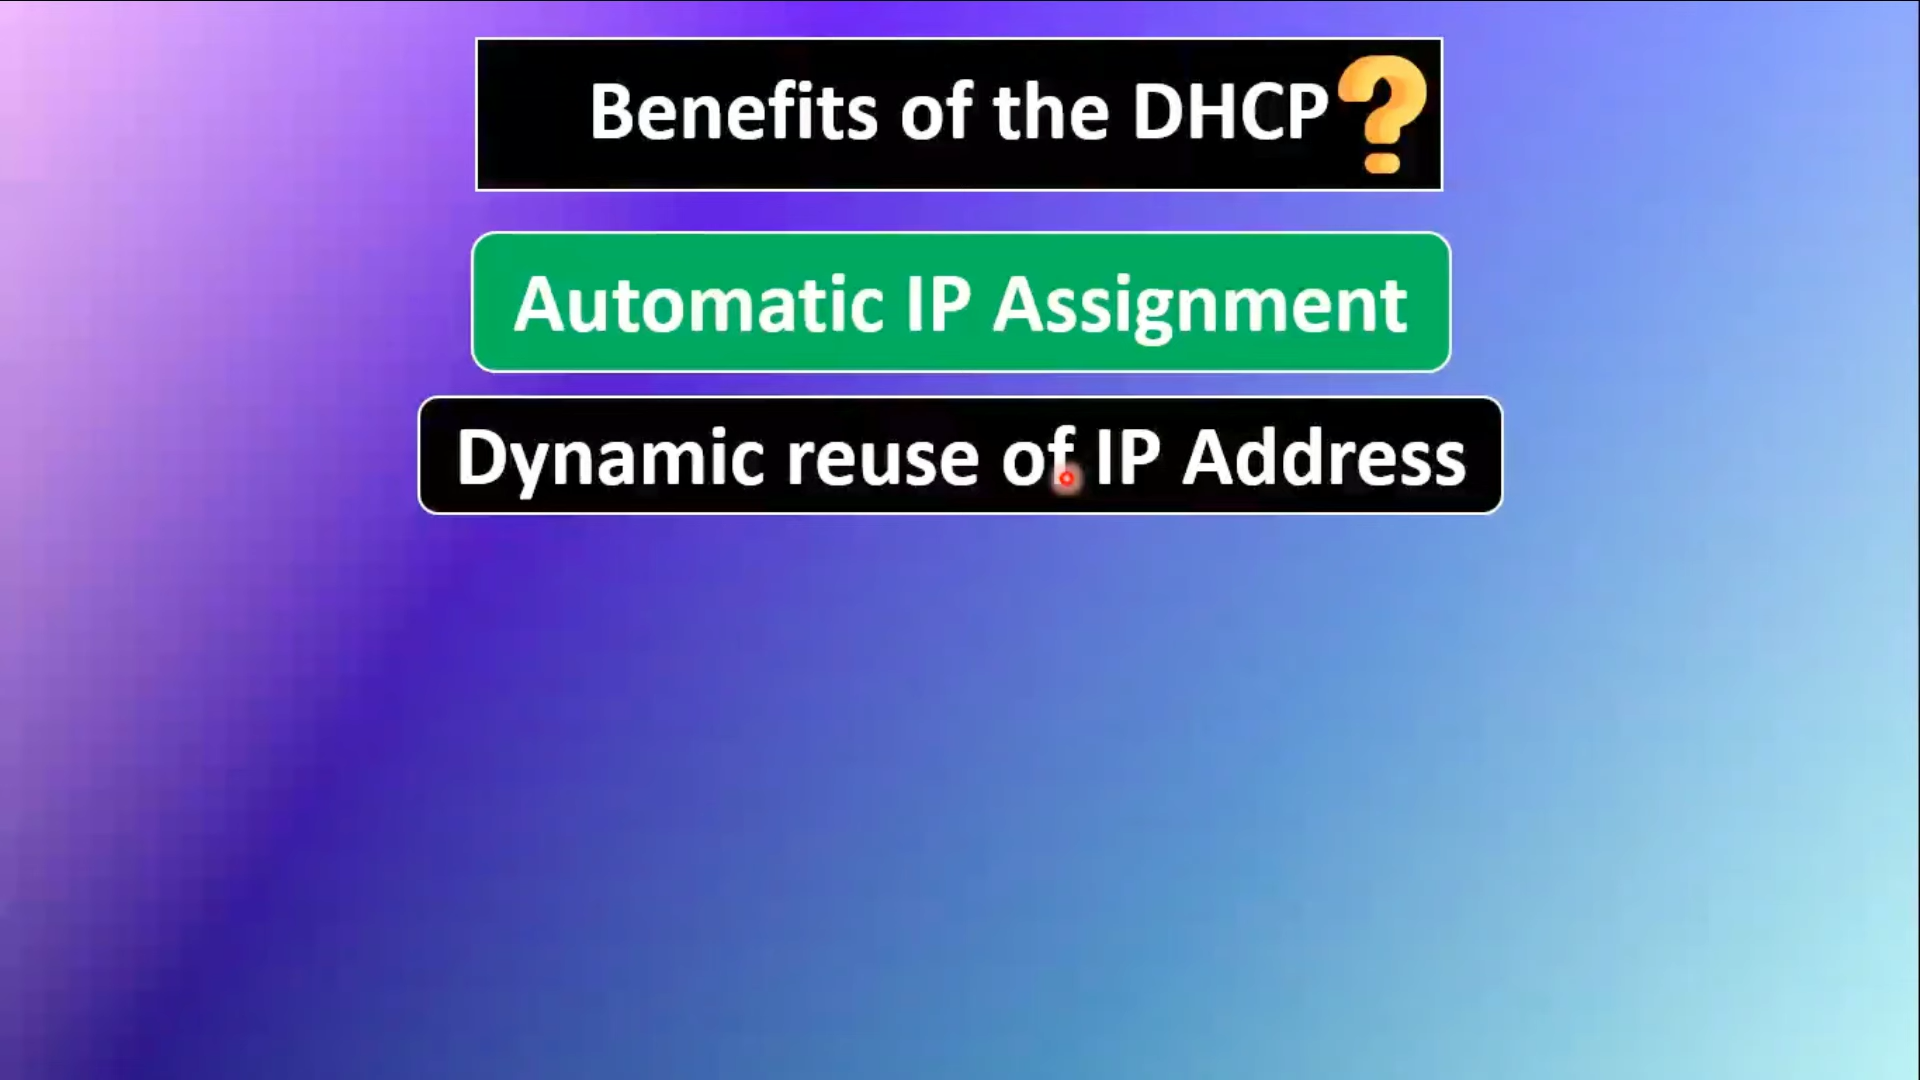 Benefits of the DHCP?
Automatic IP Assignment
Dynamic reuse of IP Address